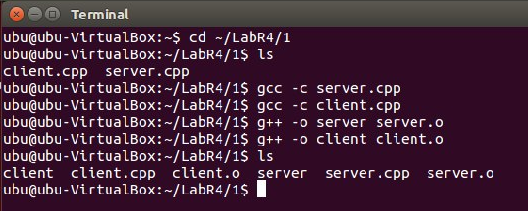 Terminal
ubu@ubu-VirtualBox:~$ cd ~/LabR4/1
ubu@ubu-VirtualBox:~/LabR4/1$ ls
client.cpp  server.cpp
ubu@ubu-VirtualBox:~/LabR4/1$ gcc -c server.cpp
ubu@ubu-VirtualBox:~/LabR4/1$ gcc -c client.cpp
ubu@ubu-VirtualBox:~/LabR4/1$ g++ -o server server.o
ubu@ubu-VirtualBox:~/LabR4/1$ g++ -o client client.o
ubu@ubu-VirtualBox:~/LabR4/1$ ls
client  client.cpp  client.o  server  server.cpp  server.o
ubu@ubu-VirtualBox:~/LabR4/1$